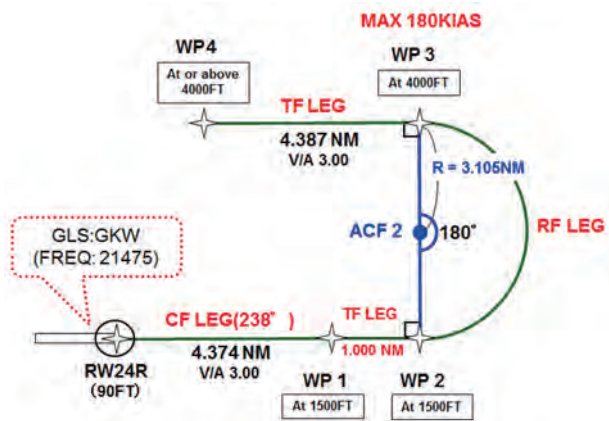 MAX 180KIAS
WP4
WP 3
At or above
4000FT
At 4000FT
TF LEG
4.387 NM
V/A 3.00
R = 3.105NM
ACF 2
180°
RF LEG
GLS:GKW
(FREQ: 21475)
CF LEG(238°)
TF LEG
4.374 NM
V/A 3.00
1.000 NM
RW24R
(90FT)
WP 1
WP 2
At 1500FT
At 1500FT